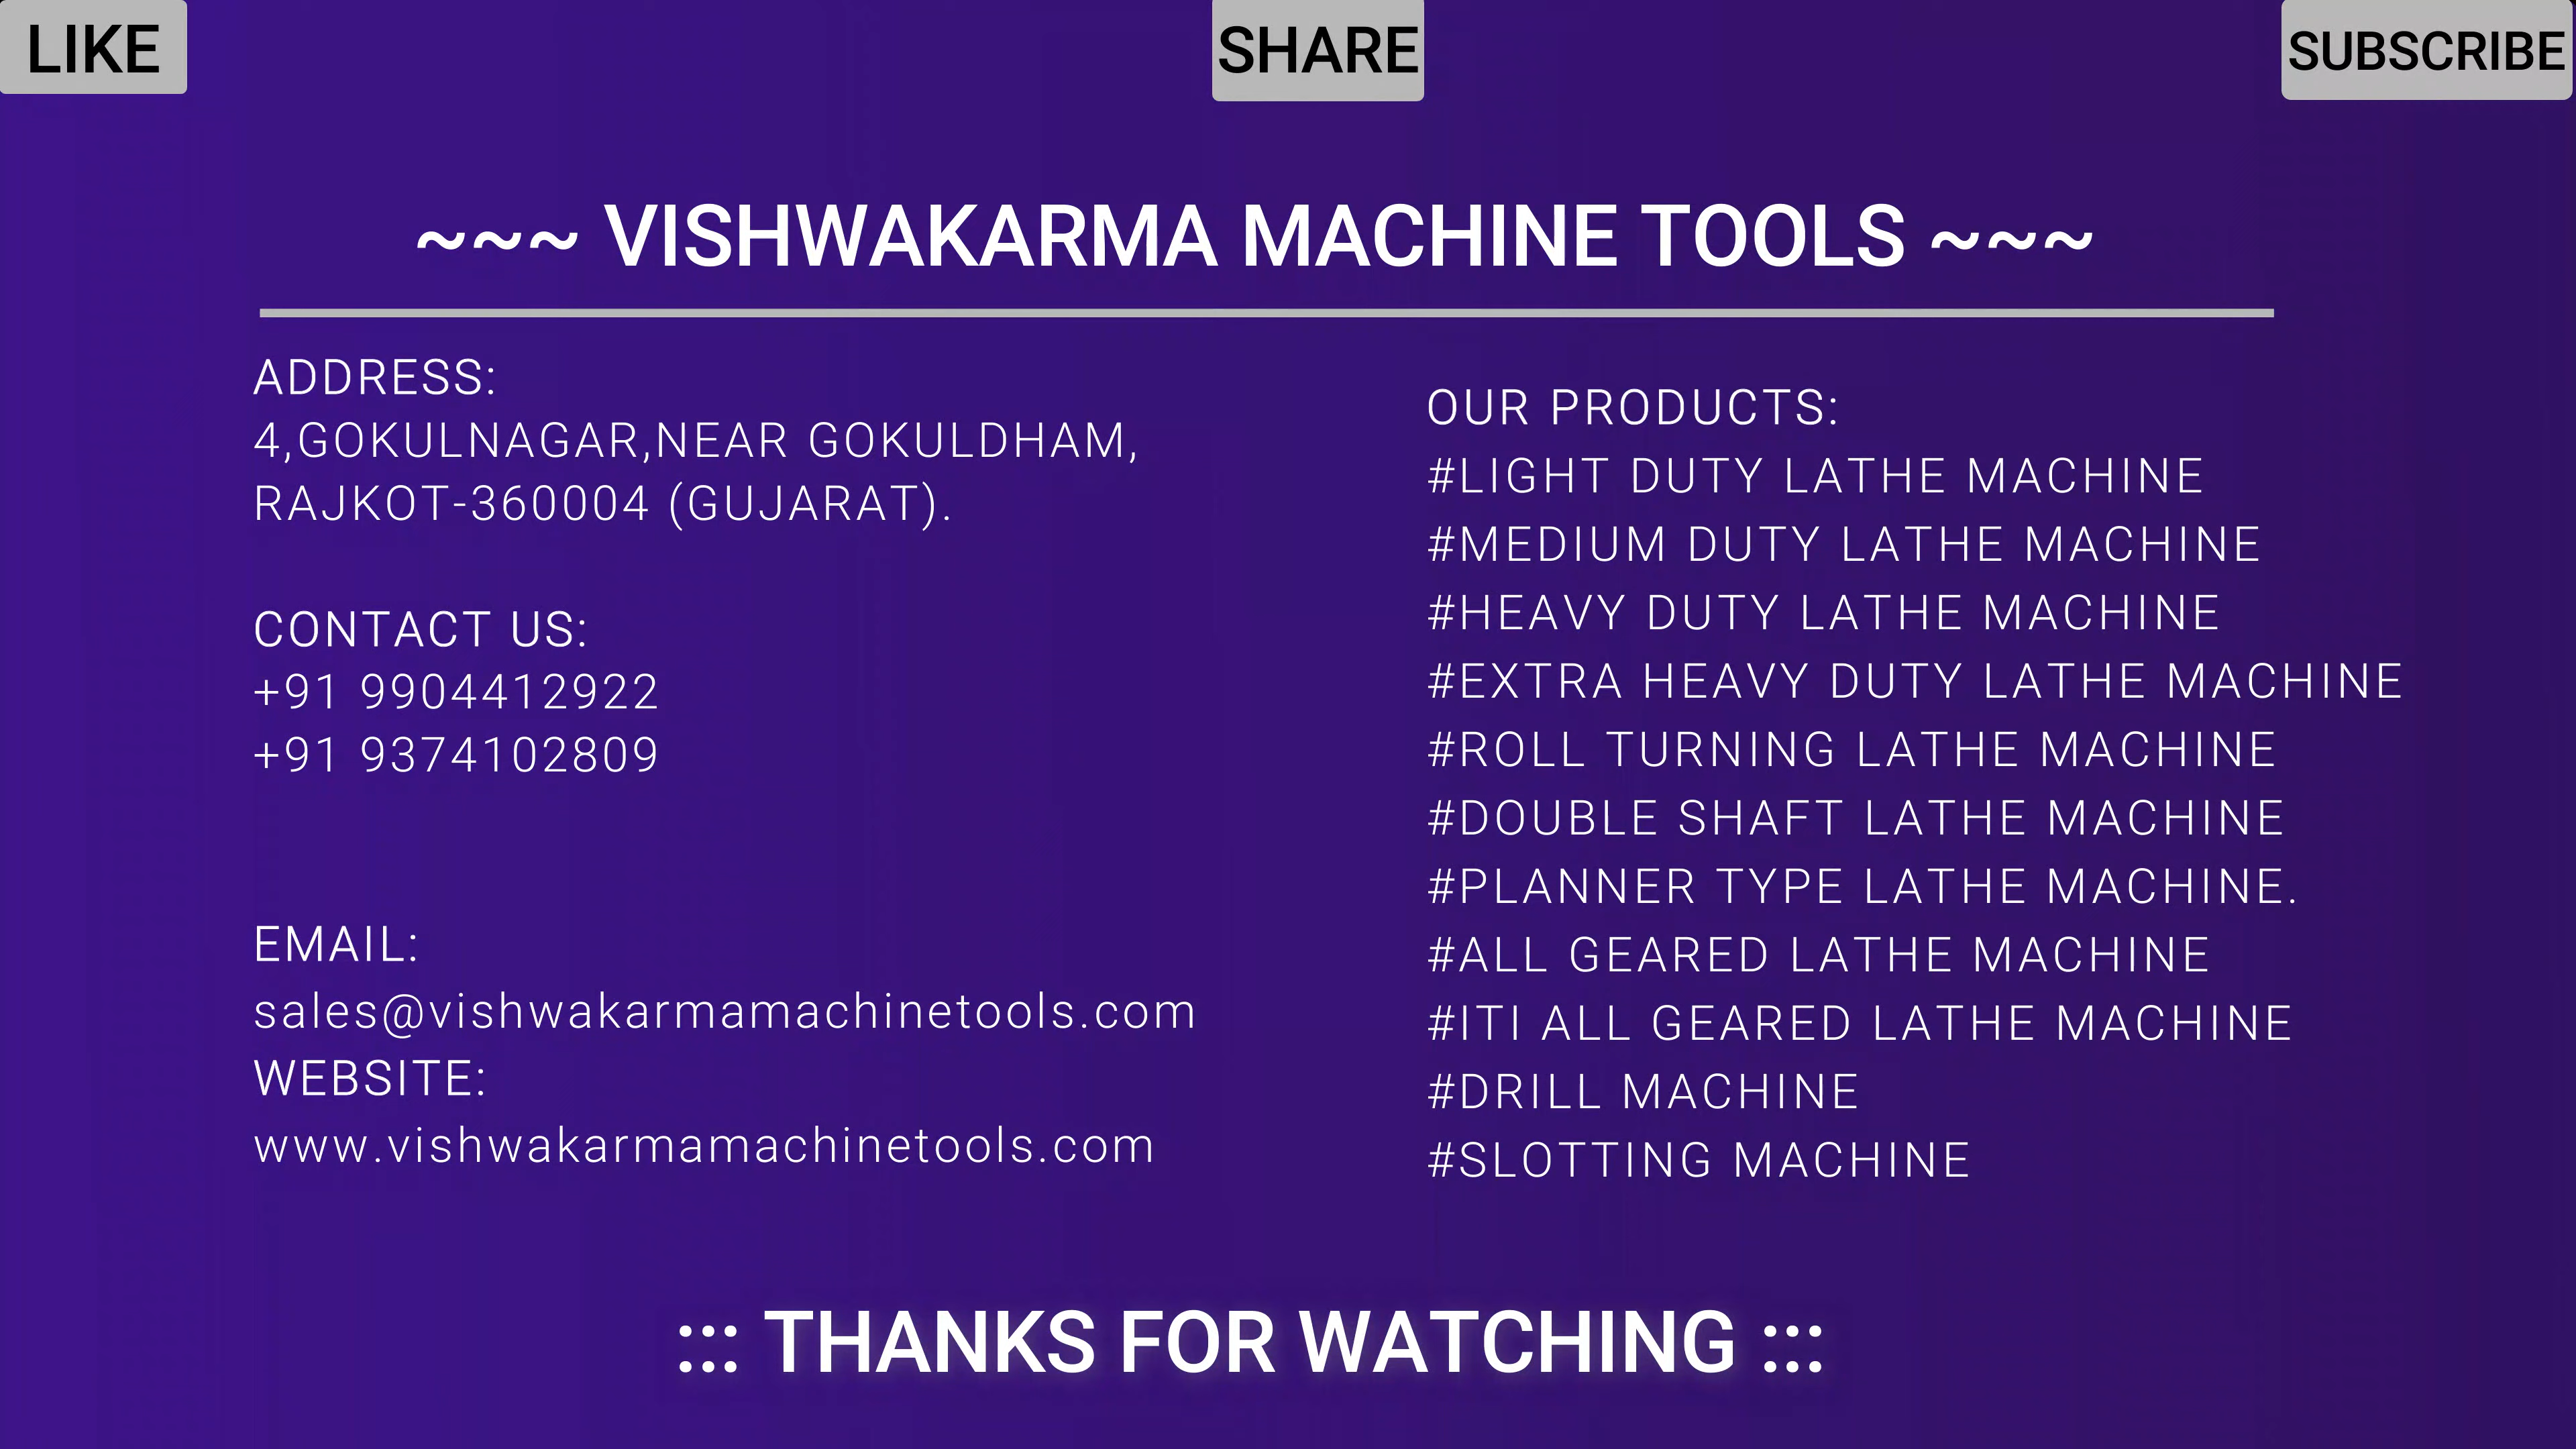 LIKE
SHARE
SUBSCRIBE
~~~ VISHWAKARMA MACHINE TOOLS ~~~
ADDRESS:
4,GOKULNAGAR,NEAR GOKULDHAM,
RAJKOT-360004 (GUJARAT).
CONTACT US:
+91 9904412922
+91 9374102809
EMAIL:
sales@vishwakarmamachinetools.com
WEBSITE:
www.vishwakarmamachinetools.com
OUR PRODUCTS:
#LIGHT DUTY LATHE MACHINE
#MEDIUM DUTY LATHE MACHINE
#HEAVY DUTY LATHE MACHINE
#EXTRA HEAVY DUTY LATHE MACHINE
#ROLL TURNING LATHE MACHINE
#DOUBLE SHAFT LATHE MACHINE
#PLANNER TYPE LATHE MACHINE.
#ALL GEARED LATHE MACHINE
#ITI ALL GEARED LATHE MACHINE
#DRILL MACHINE
#SLOTTING MACHINE
::: THANKS FOR WATCHING :::